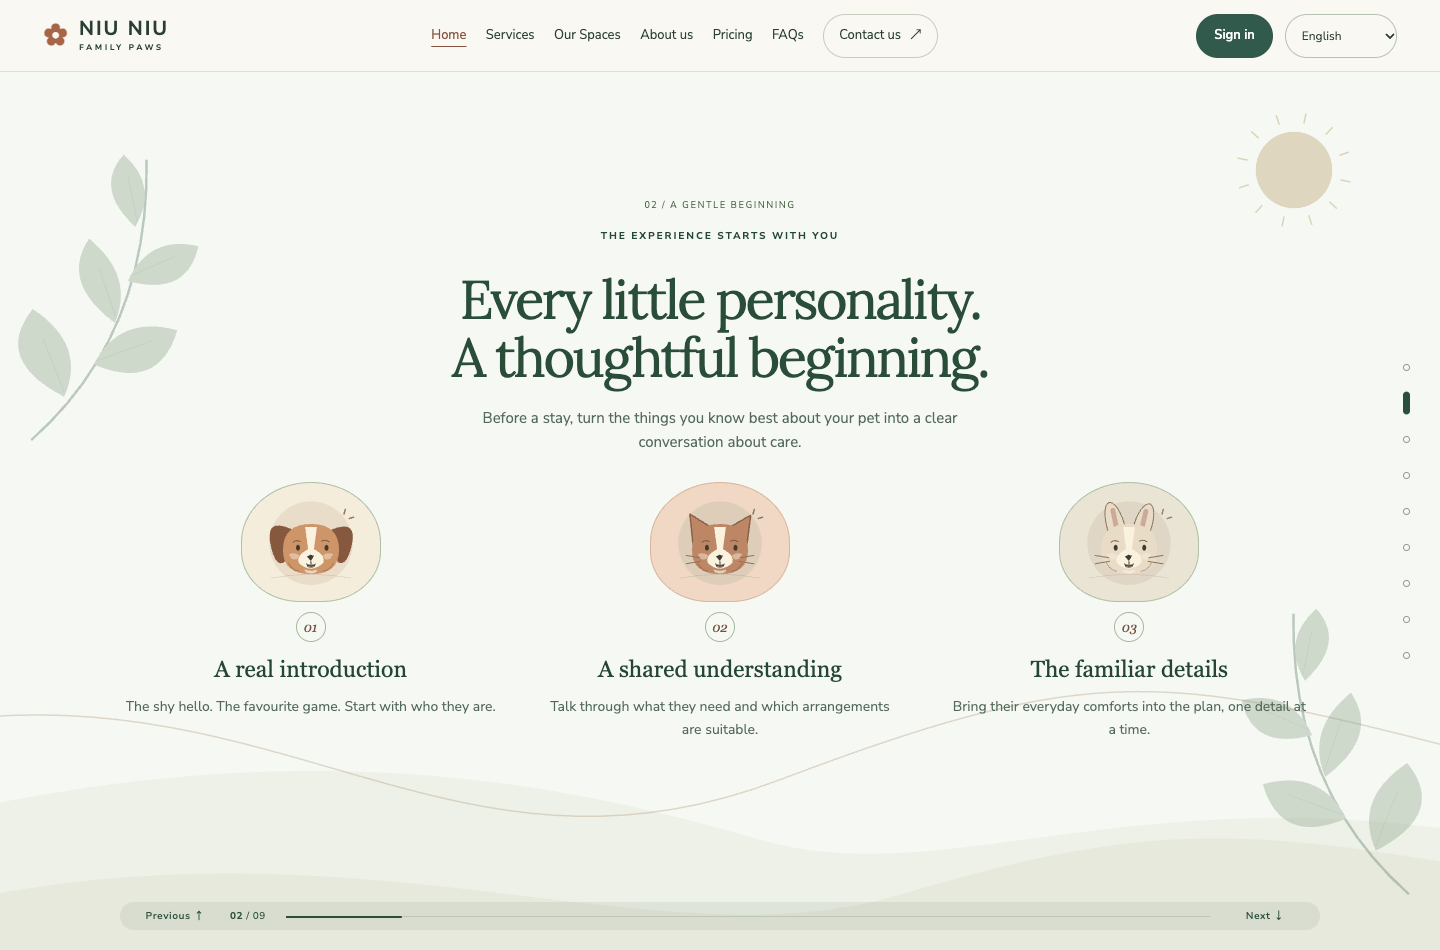 NIU NIU
FAMILY PAWS
Home
Services
Our Spaces
About us
Pricing
FAQs
Contact us ↗
Sign in
English
02 / A GENTLE BEGINNING
THE EXPERIENCE STARTS WITH YOU
Every little personality.
A thoughtful beginning.
Before a stay, turn the things you know best about your pet into a clear
conversation about care.
01
A real introduction
The shy hello. The favourite game. Start with who they are.
02
A shared understanding
Talk through what they need and which arrangements
are suitable.
03
The familiar details
Bring their everyday comforts into the plan, one detail at
a time.
Previous ↑
02 / 09
Next ↓